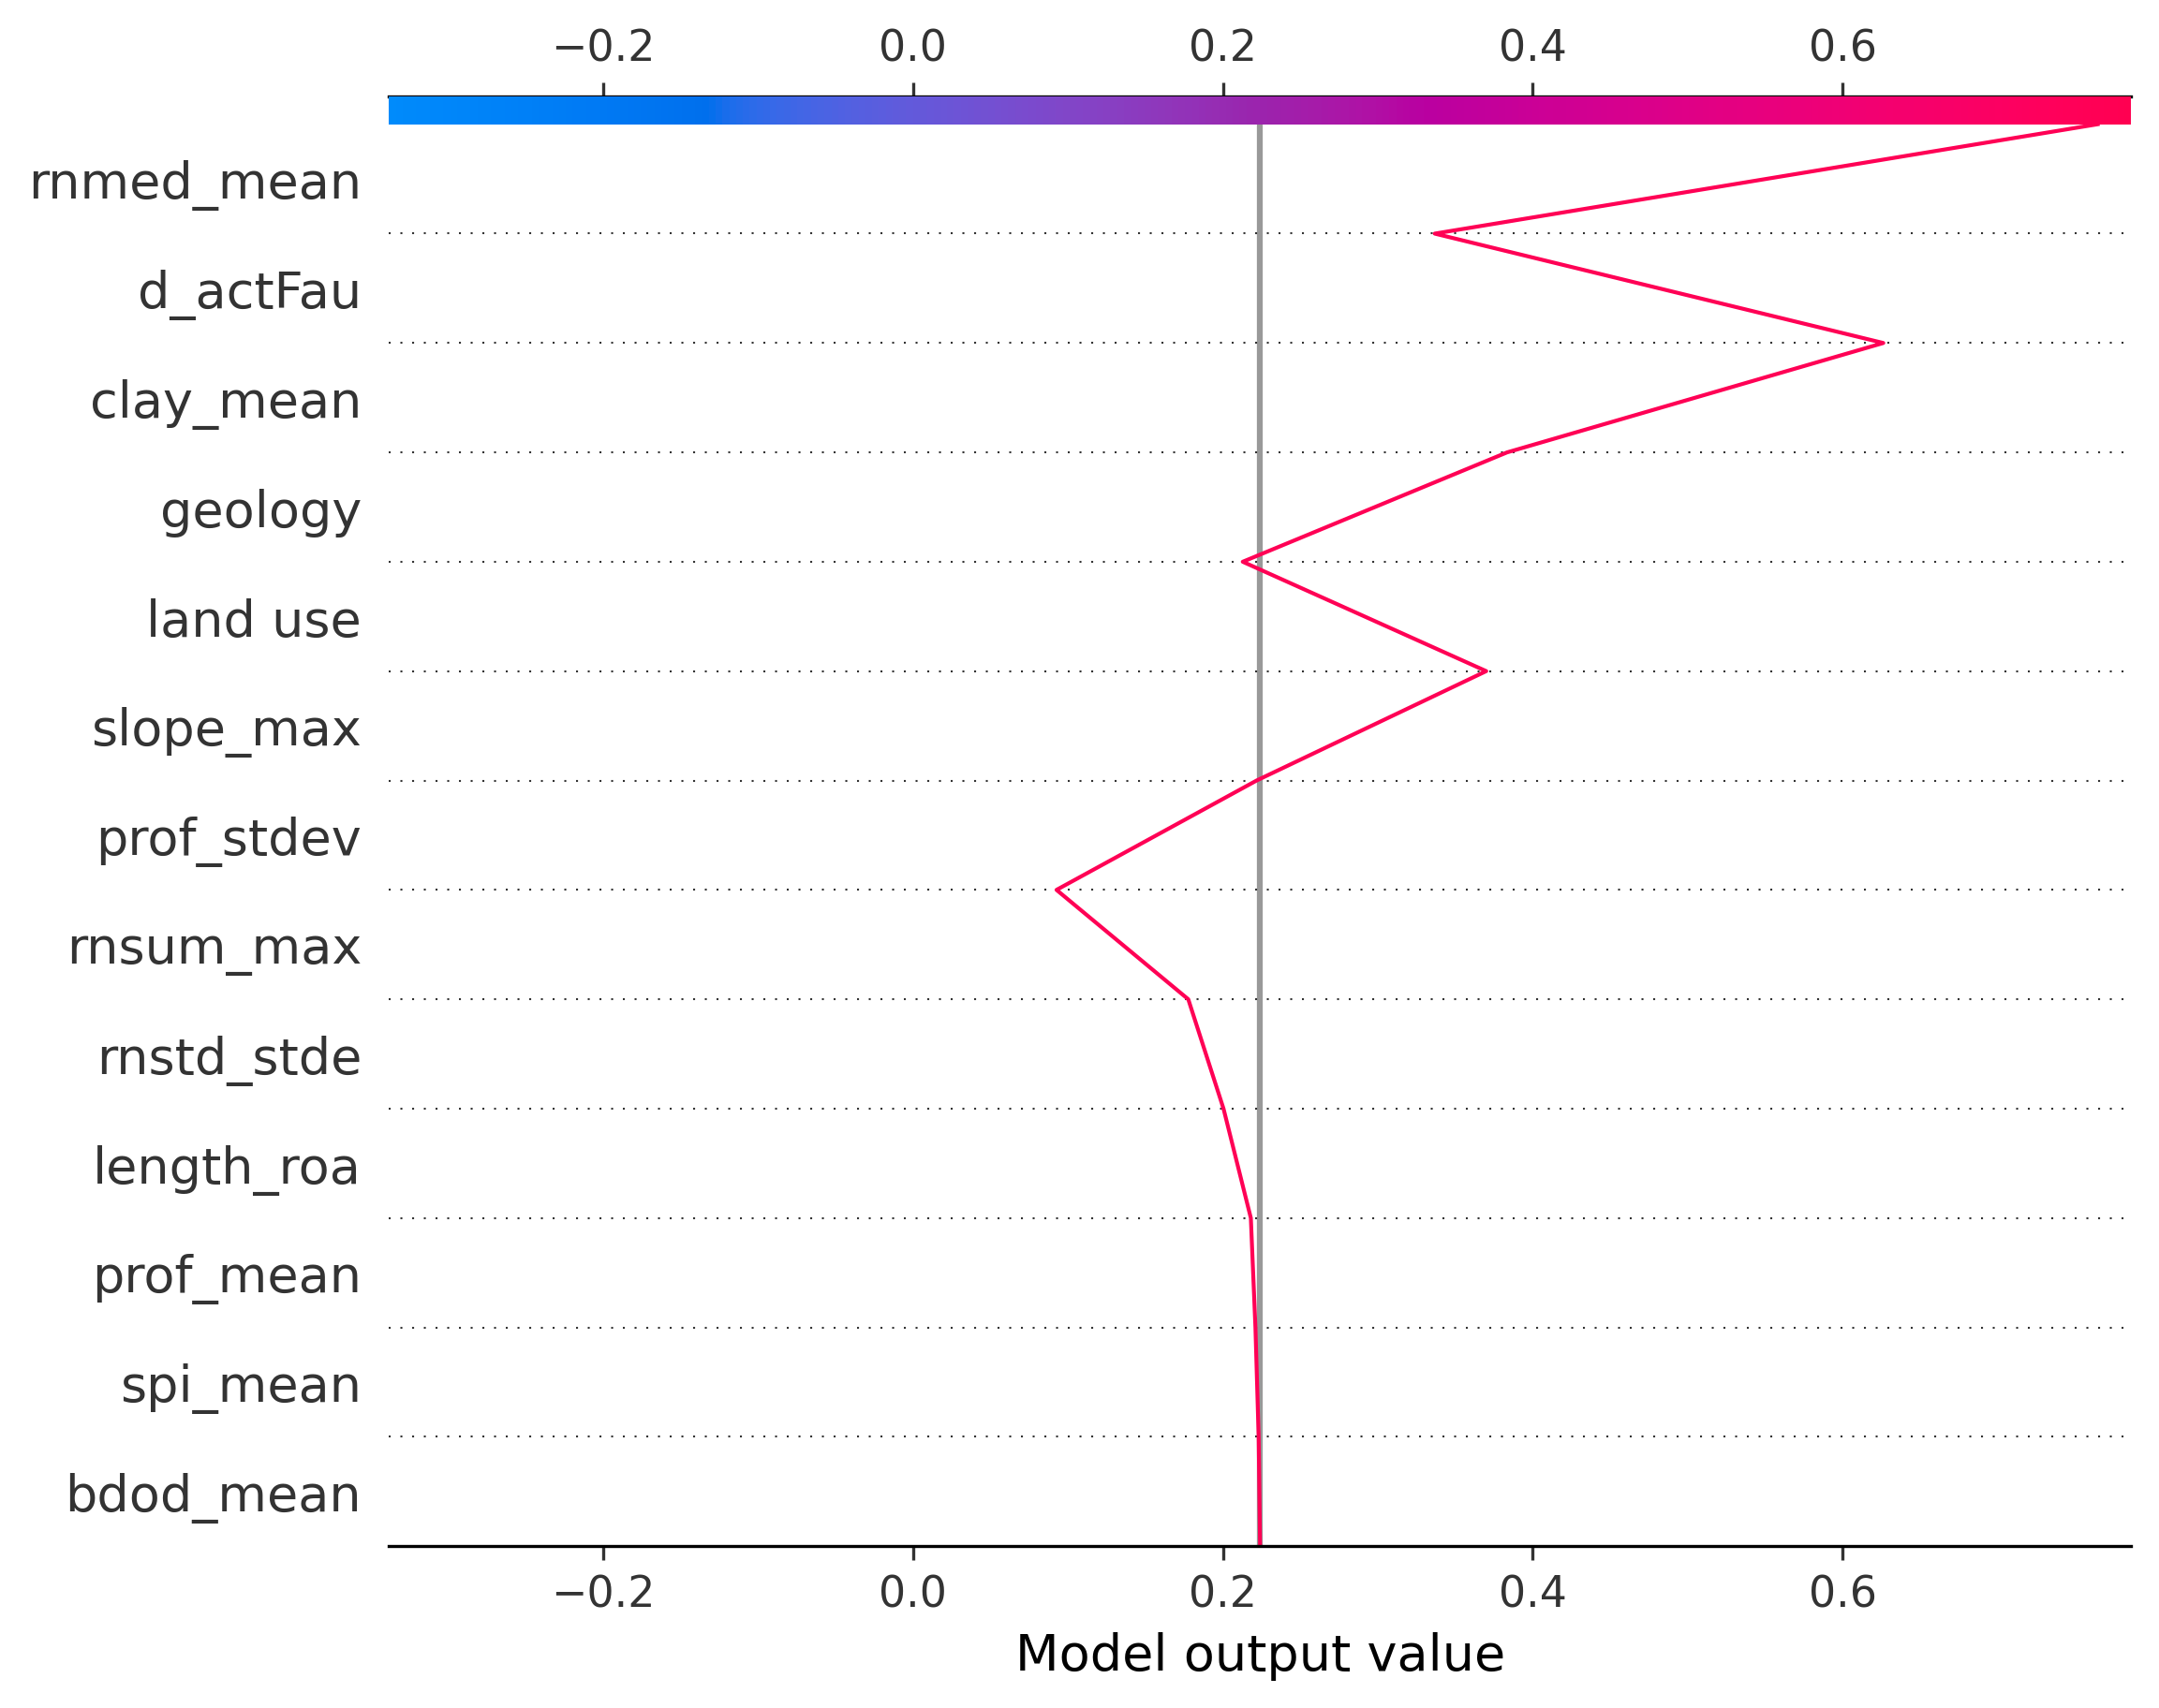 −0.2 0.0 0.2 0.4 0.6
rnmed_mean
d_actFau
clay_mean
geology
land use
slope_max
prof_stdev
rnsum_max
rnstd_stde
length_roa
prof_mean
spi_mean
bdod_mean
−0.2 0.0 0.2 0.4 0.6
Model output value